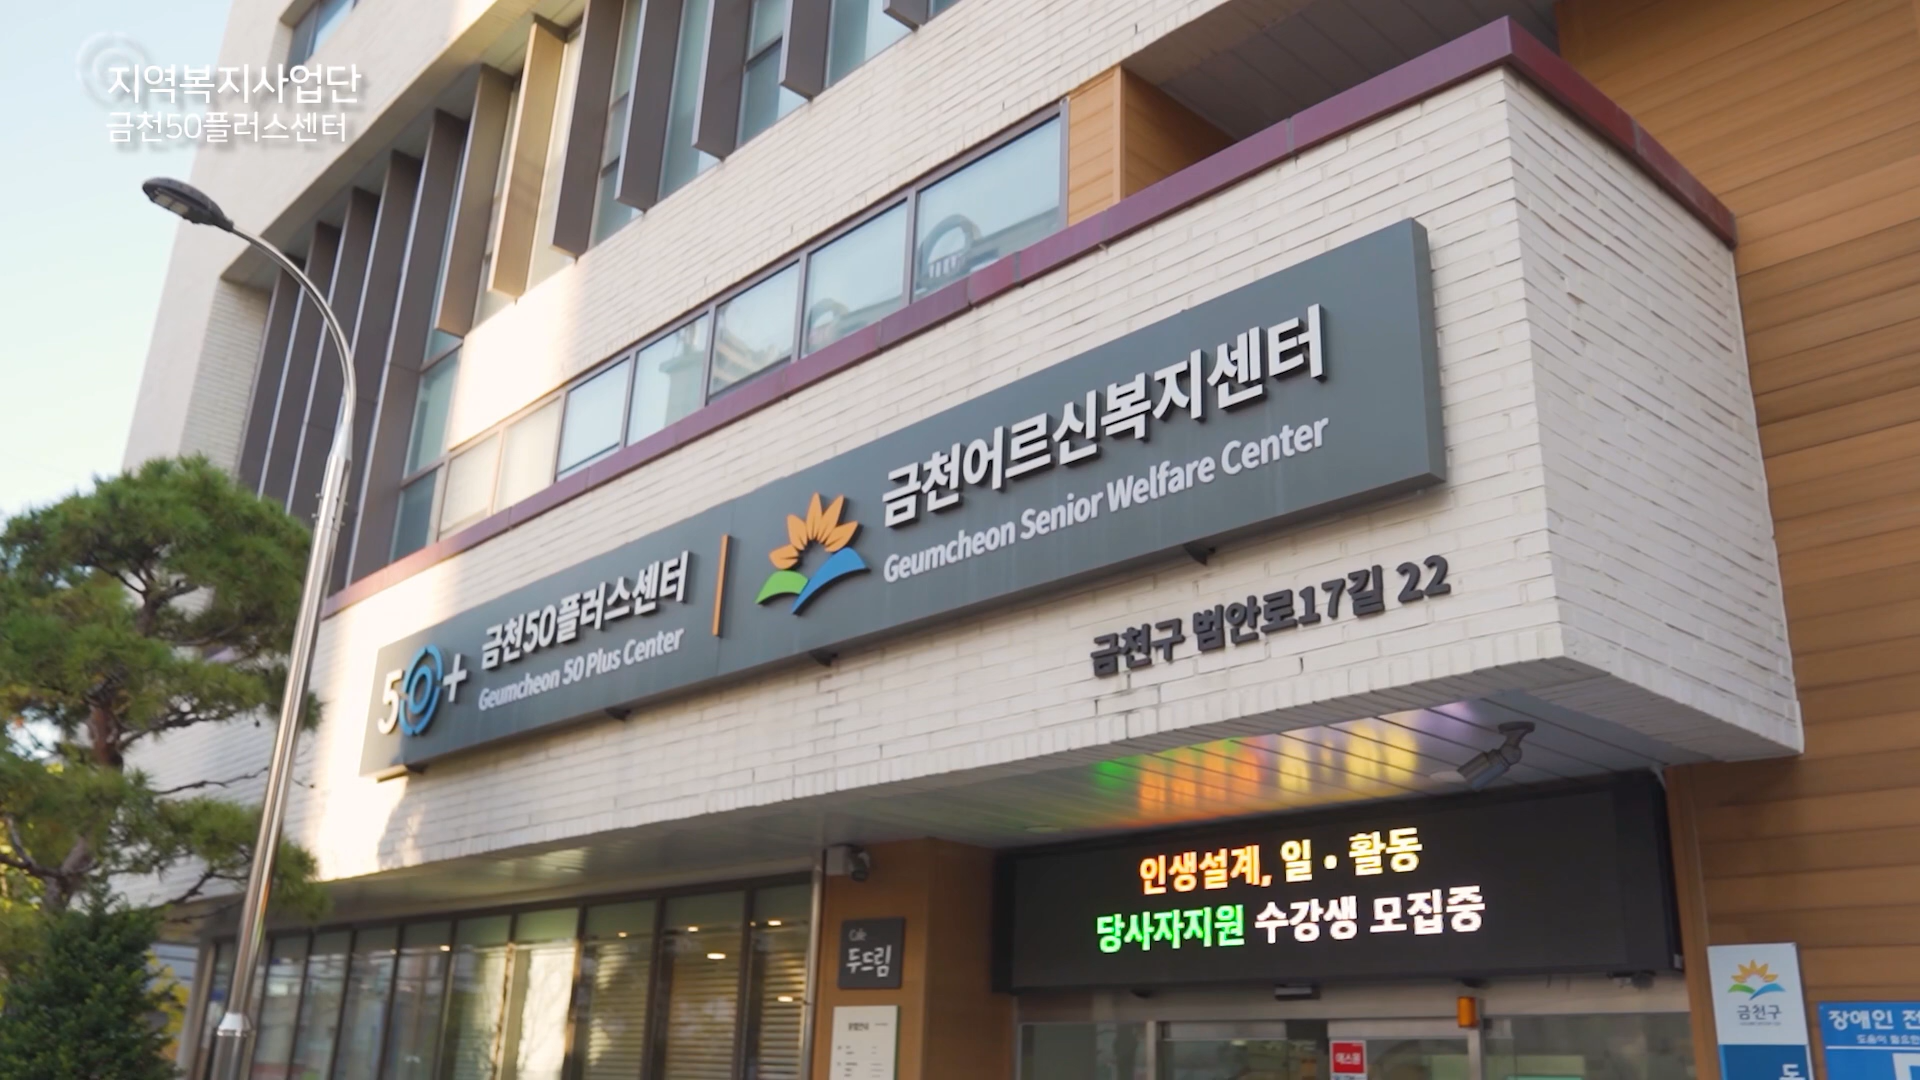 지역복지사업단
금천50플러스센터
50+
금천50플러스센터
Geumcheon 50 Plus Center
금천어르신복지센터
Geumcheon Senior Welfare Center
금천구 범안로17길 22
인생설계, 일·활동
당사자지원 수강생 모집중
Cafe
두드림
금천구
장애인 전